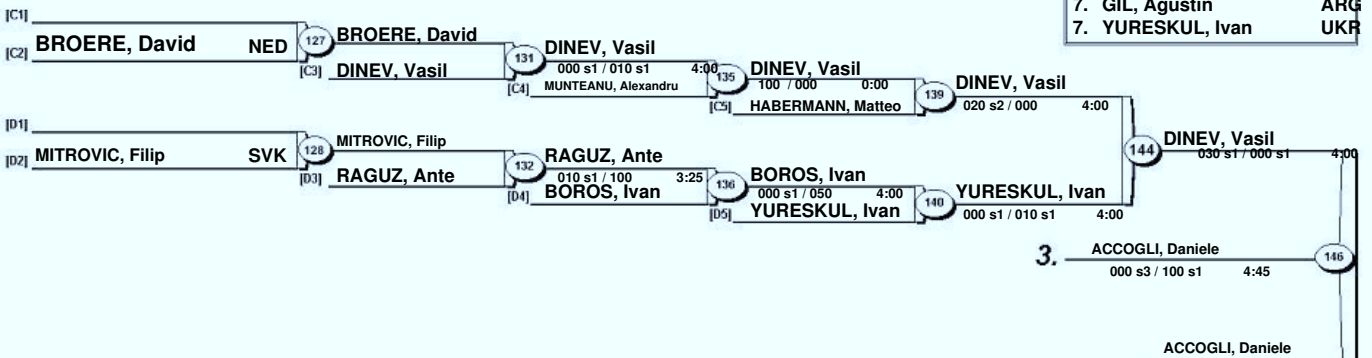 7. GIL, Agustin ARG
7. YURESKUL, Ivan UKR
[C1]
[C2] BROERE, David NED
127
BROERE, David
[C3] DINEV, Vasil
131
DINEV, Vasil
000 s1 / 010 s1 4:00
[C4] MUNTEANU, Alexandru
135
DINEV, Vasil
100 / 000 0:00
[C5] HABERMANN, Matteo
139
DINEV, Vasil
020 s2 / 000 4:00
[D1]
[D2] MITROVIC, Filip SVK
128
MITROVIC, Filip
[D3] RAGUZ, Ante
132
RAGUZ, Ante
010 s1 / 100 3:25
[D4] BOROS, Ivan
136
BOROS, Ivan
000 s1 / 050 4:00
[D5] YURESKUL, Ivan
140
YURESKUL, Ivan
000 s1 / 010 s1 4:00
144
DINEV, Vasil
030 s1 / 000 s1 4:00
3. ACCOGLI, Daniele
000 s3 / 100 s1 4:45
146
ACCOGLI, Daniele